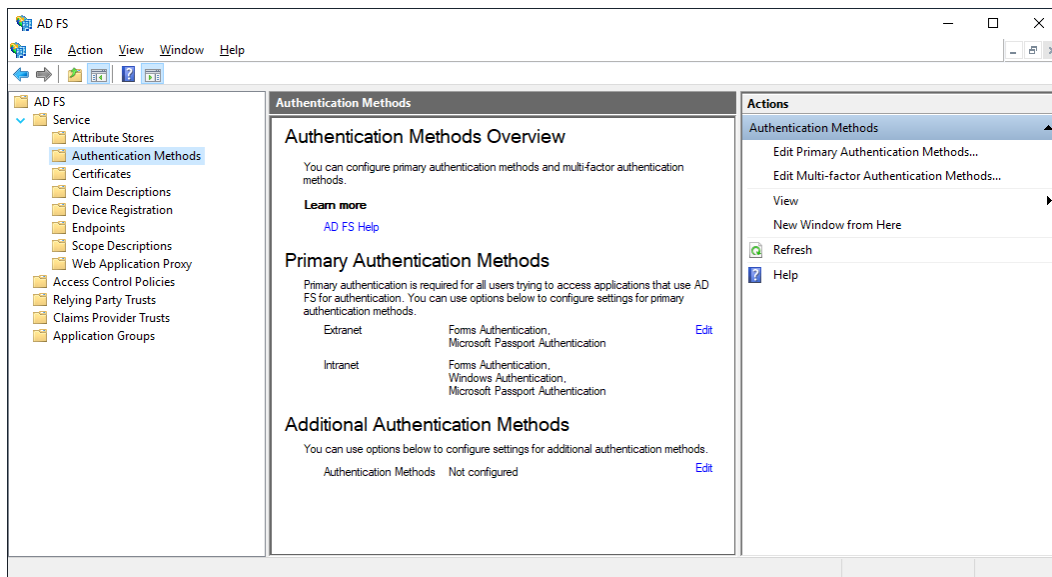 AD FS
File Action View Window Help
AD FS
Service
Attribute Stores
Authentication Methods
Certificates
Claim Descriptions
Device Registration
Endpoints
Scope Descriptions
Web Application Proxy
Access Control Policies
Relying Party Trusts
Claims Provider Trusts
Application Groups
Authentication Methods
Authentication Methods Overview
You can configure primary authentication methods and multi-factor authentication
methods.
Learn more
AD FS Help
Primary Authentication Methods
Primary authentication is required for all users trying to access applications that use AD
FS for authentication. You can use options below to configure settings for primary
authentication methods.
Extranet Forms Authentication, Edit
Microsoft Passport Authentication
Intranet Forms Authentication,
Windows Authentication,
Microsoft Passport Authentication
Additional Authentication Methods
You can use options below to configure settings for additional authentication methods.
Authentication Methods Not configured Edit
Actions
Authentication Methods
Edit Primary Authentication Methods...
Edit Multi-factor Authentication Methods...
View
New Window from Here
Refresh
Help